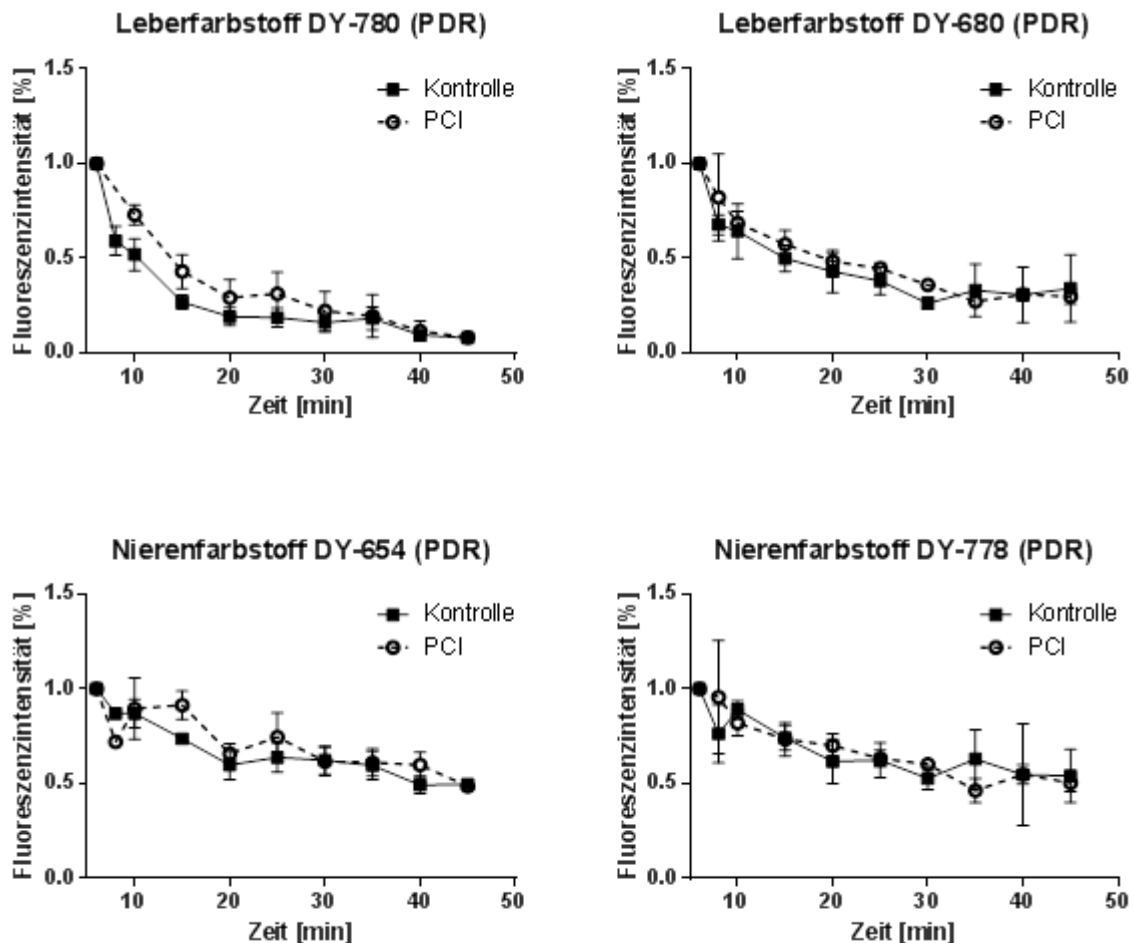 Leberfarbstoff DY-780 (PDR)
Fluoreszenzintensität [%]
1.5
1.0
0.5
0.0
Kontrolle
PCI
10 20 30 40 50
Zeit [min]
Leberfarbstoff DY-680 (PDR)
Fluoreszenzintensität [%]
1.5
1.0
0.5
0.0
Kontrolle
PCI
10 20 30 40 50
Zeit [min]
Nierenfarbstoff DY-654 (PDR)
Fluoreszenzintensität [%]
1.5
1.0
0.5
0.0
Kontrolle
PCI
10 20 30 40 50
Zeit [min]
Nierenfarbstoff DY-778 (PDR)
Fluoreszenzintensität [%]
1.5
1.0
0.5
0.0
Kontrolle
PCI
10 20 30 40 50
Zeit [min]